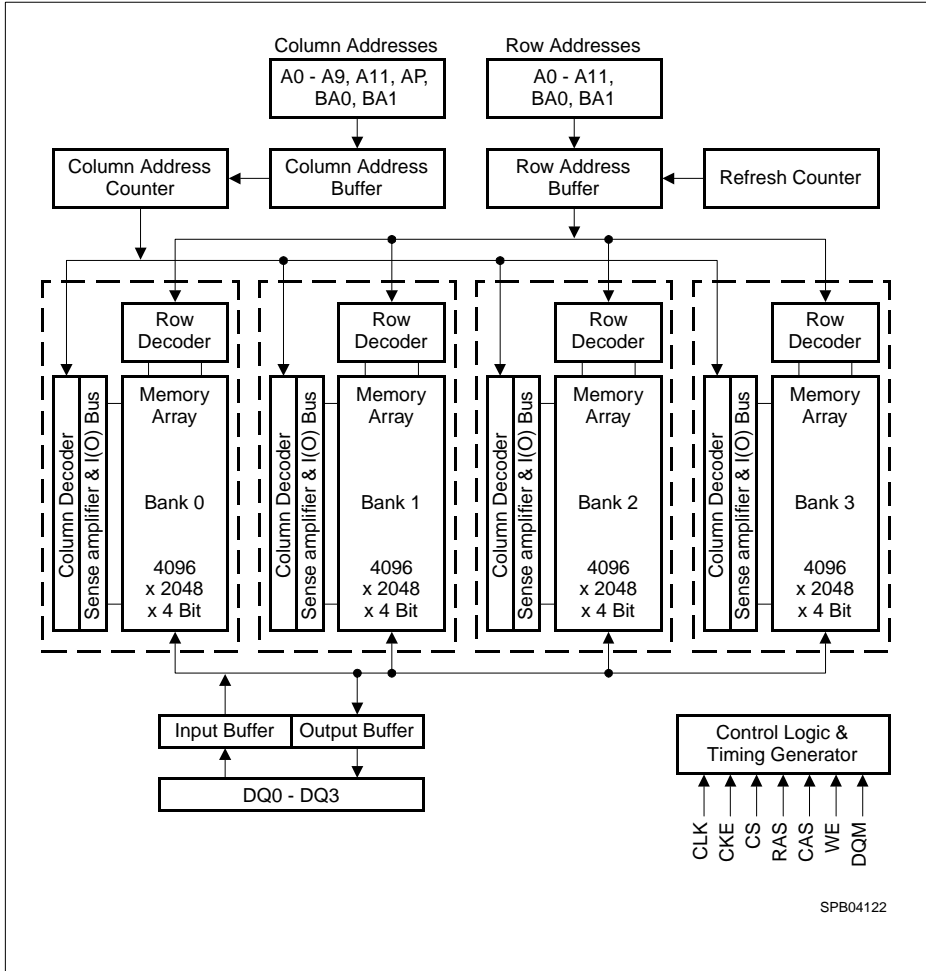 Column Addresses
Row Addresses
A0 - A9, A11, AP,
BA0, BA1
A0 - A11,
BA0, BA1
Column Address
Counter
Column Address
Buffer
Row Address
Buffer
Refresh Counter
Row
Decoder
Row
Decoder
Row
Decoder
Row
Decoder
Column Decoder
Sense amplifier & I(O) Bus
Memory
Array
Bank 0
4096
x 2048
x 4 Bit
Column Decoder
Sense amplifier & I(O) Bus
Memory
Array
Bank 1
4096
x 2048
x 4 Bit
Column Decoder
Sense amplifier & I(O) Bus
Memory
Array
Bank 2
4096
x 2048
x 4 Bit
Column Decoder
Sense amplifier & I(O) Bus
Memory
Array
Bank 3
4096
x 2048
x 4 Bit
Input Buffer
Output Buffer
DQ0 - DQ3
Control Logic &
Timing Generator
CLK
CKE
CS
RAS
CAS
WE
DQM
SPB04122